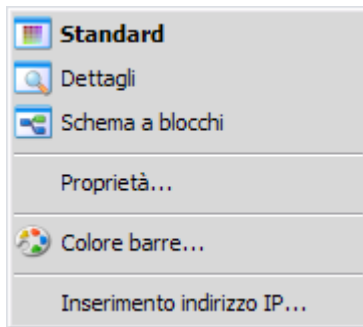 Standard
Dettagli
Schema a blocchi
Proprietà...
Colore barre...
Inserimento indirizzo IP...